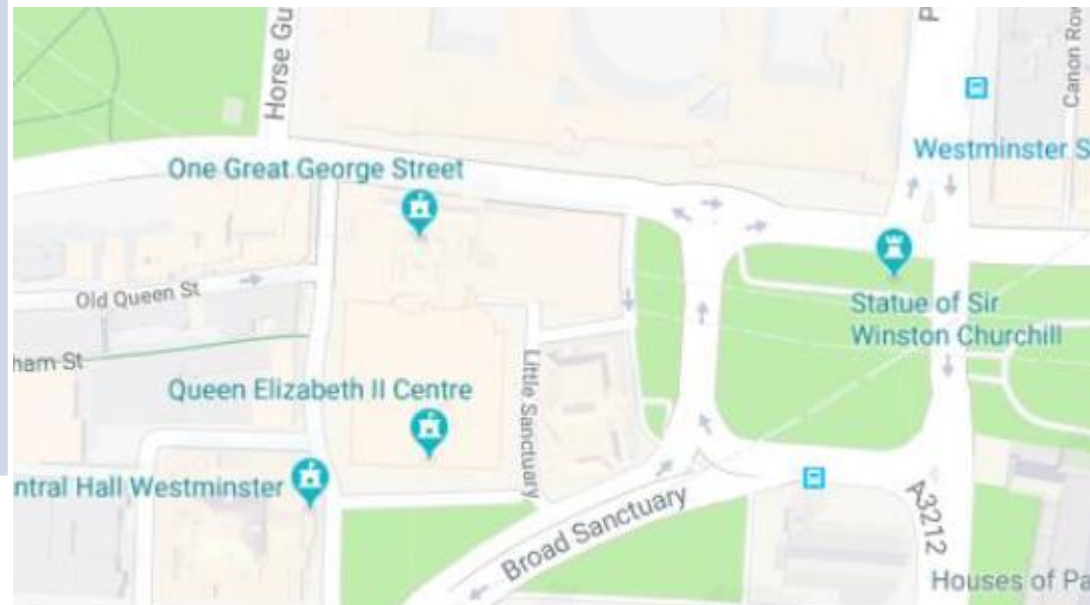 Horse Gu
P
Canon Row
One Great George Street
Westminster S
Old Queen St
Statue of Sir
Winston Churchill
ham St
Little Sanctuary
Queen Elizabeth II Centre
ntral Hall Westminster
Broad Sanctuary
A3212
Houses of Pa